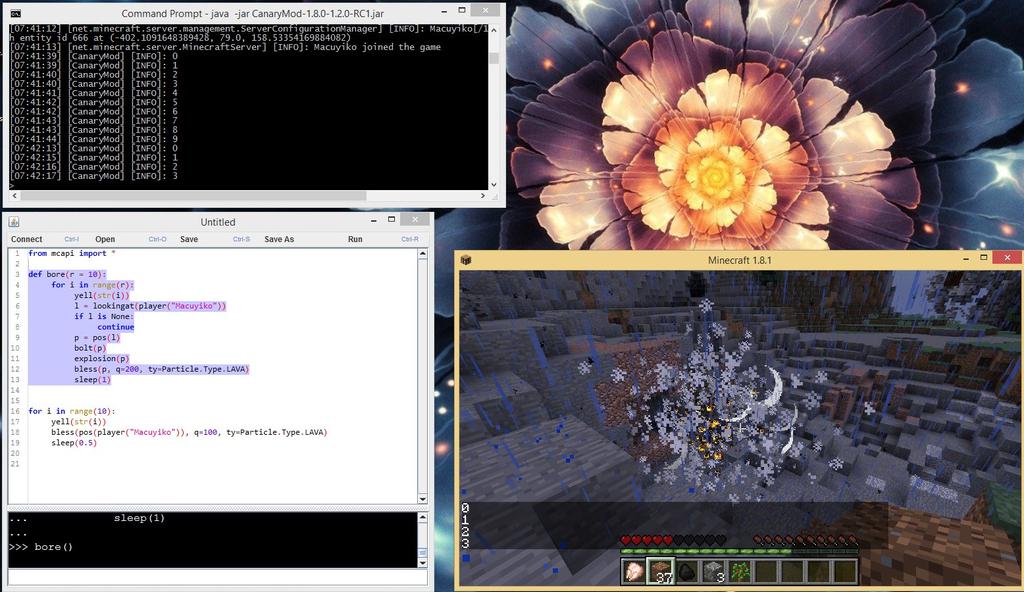 Command Prompt - java -jar CanaryMod-1.8.0-1.2.0-RC1.jar
[07:41:12] [net.minecraft.server.management.ServerConfigurationManager] [INFO]: Macuyiko[/1
h entity id 666 at (-402.1091648389428, 79.0, 158.53354169884082)
[07:41:13] [net.minecraft.server.MinecraftServer] [INFO]: Macuyiko joined the game
[07:41:39] [CanaryMod] [INFO]: 0
[07:41:39] [CanaryMod] [INFO]: 1
[07:41:40] [CanaryMod] [INFO]: 2
[07:41:40] [CanaryMod] [INFO]: 3
[07:41:41] [CanaryMod] [INFO]: 4
[07:41:42] [CanaryMod] [INFO]: 5
[07:41:42] [CanaryMod] [INFO]: 6
[07:41:43] [CanaryMod] [INFO]: 7
[07:41:43] [CanaryMod] [INFO]: 8
[07:41:44] [CanaryMod] [INFO]: 9
[07:42:13] [CanaryMod] [INFO]: 0
[07:42:15] [CanaryMod] [INFO]: 1
[07:42:16] [CanaryMod] [INFO]: 2
[07:42:17] [CanaryMod] [INFO]: 3
>
Untitled
Connect Ctrl-I Open Ctrl-O Save Ctrl-S Save As Run Ctrl-R
1 from mcapi import *
2
3 def bore(r = 10):
4 for i in range(r):
5 yell(str(i))
6 l = lookingat(player("Macuyiko"))
7 if l is None:
8 continue
9 p = pos(l)
10 bolt(p)
11 explosion(p)
12 bless(p, q=200, ty=Particle.Type.LAVA)
13 sleep(1)
14
15
16 for i in range(10):
17 yell(str(i))
18 bless(pos(player("Macuyiko")), q=100, ty=Particle.Type.LAVA)
19 sleep(0.5)
20
21
... sleep(1)
...
>>> bore()
Minecraft 1.8.1
0
1
2
3
37
3